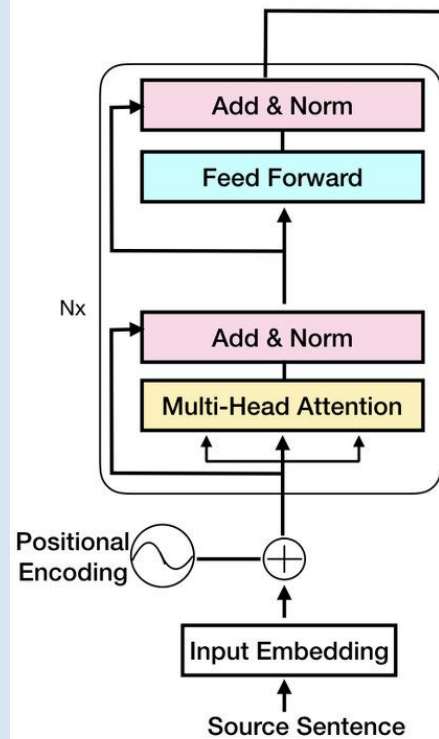 Add & Norm
Feed Forward
Nx
Add & Norm
Multi-Head Attention
Positional
Encoding
Input Embedding
Source Sentence